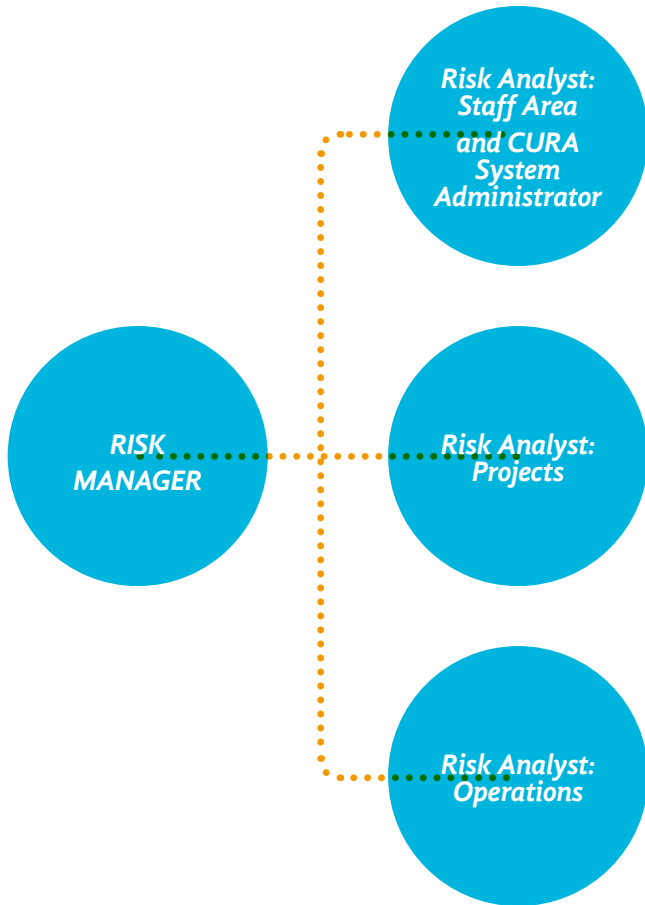 Risk Analyst:
Staff Area
and CURA
System
Administrator
RISK
MANAGER
Risk Analyst:
Projects
Risk Analyst:
Operations